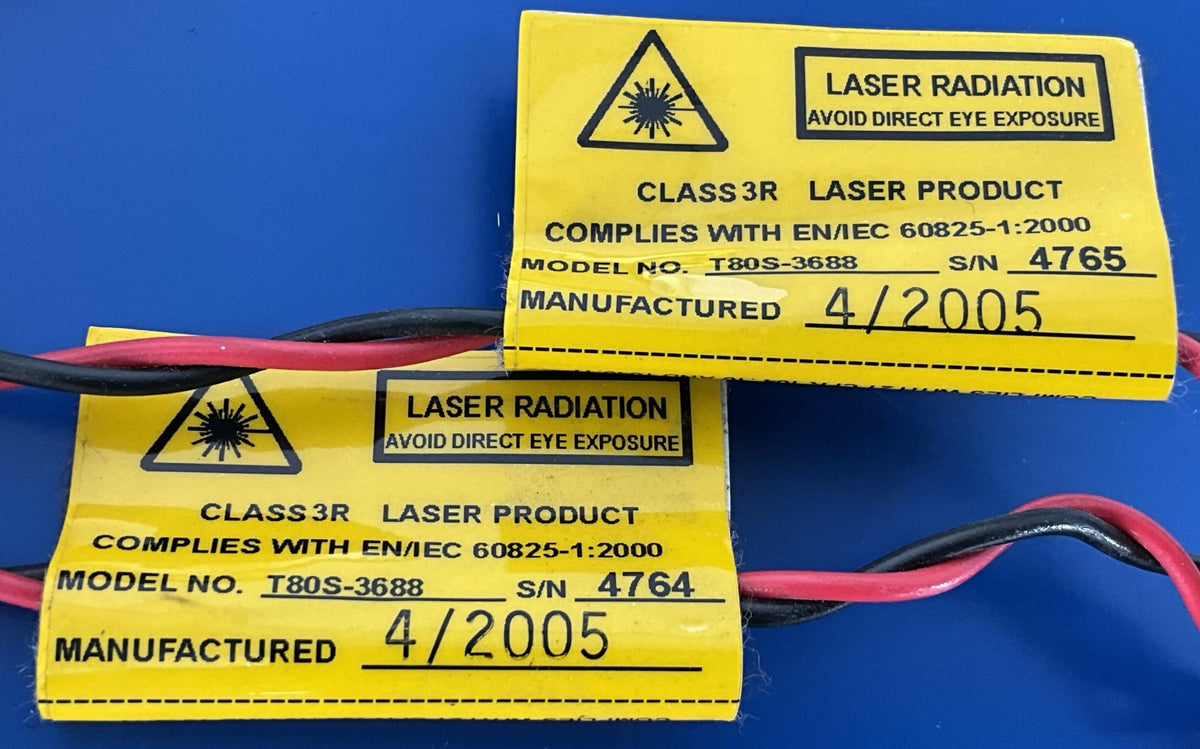 LASER RADIATION
AVOID DIRECT EYE EXPOSURE
CLASS 3R LASER PRODUCT
COMPLIES WITH EN/IEC 60825-1:2000
MODEL NO. T80S-3688 S/N 4765
MANUFACTURED 4/2005
LASER RADIATION
AVOID DIRECT EYE EXPOSURE
CLASS 3R LASER PRODUCT
COMPLIES WITH EN/IEC 60825-1:2000
MODEL NO. T80S-3688 S/N 4764
MANUFACTURED 4/2005